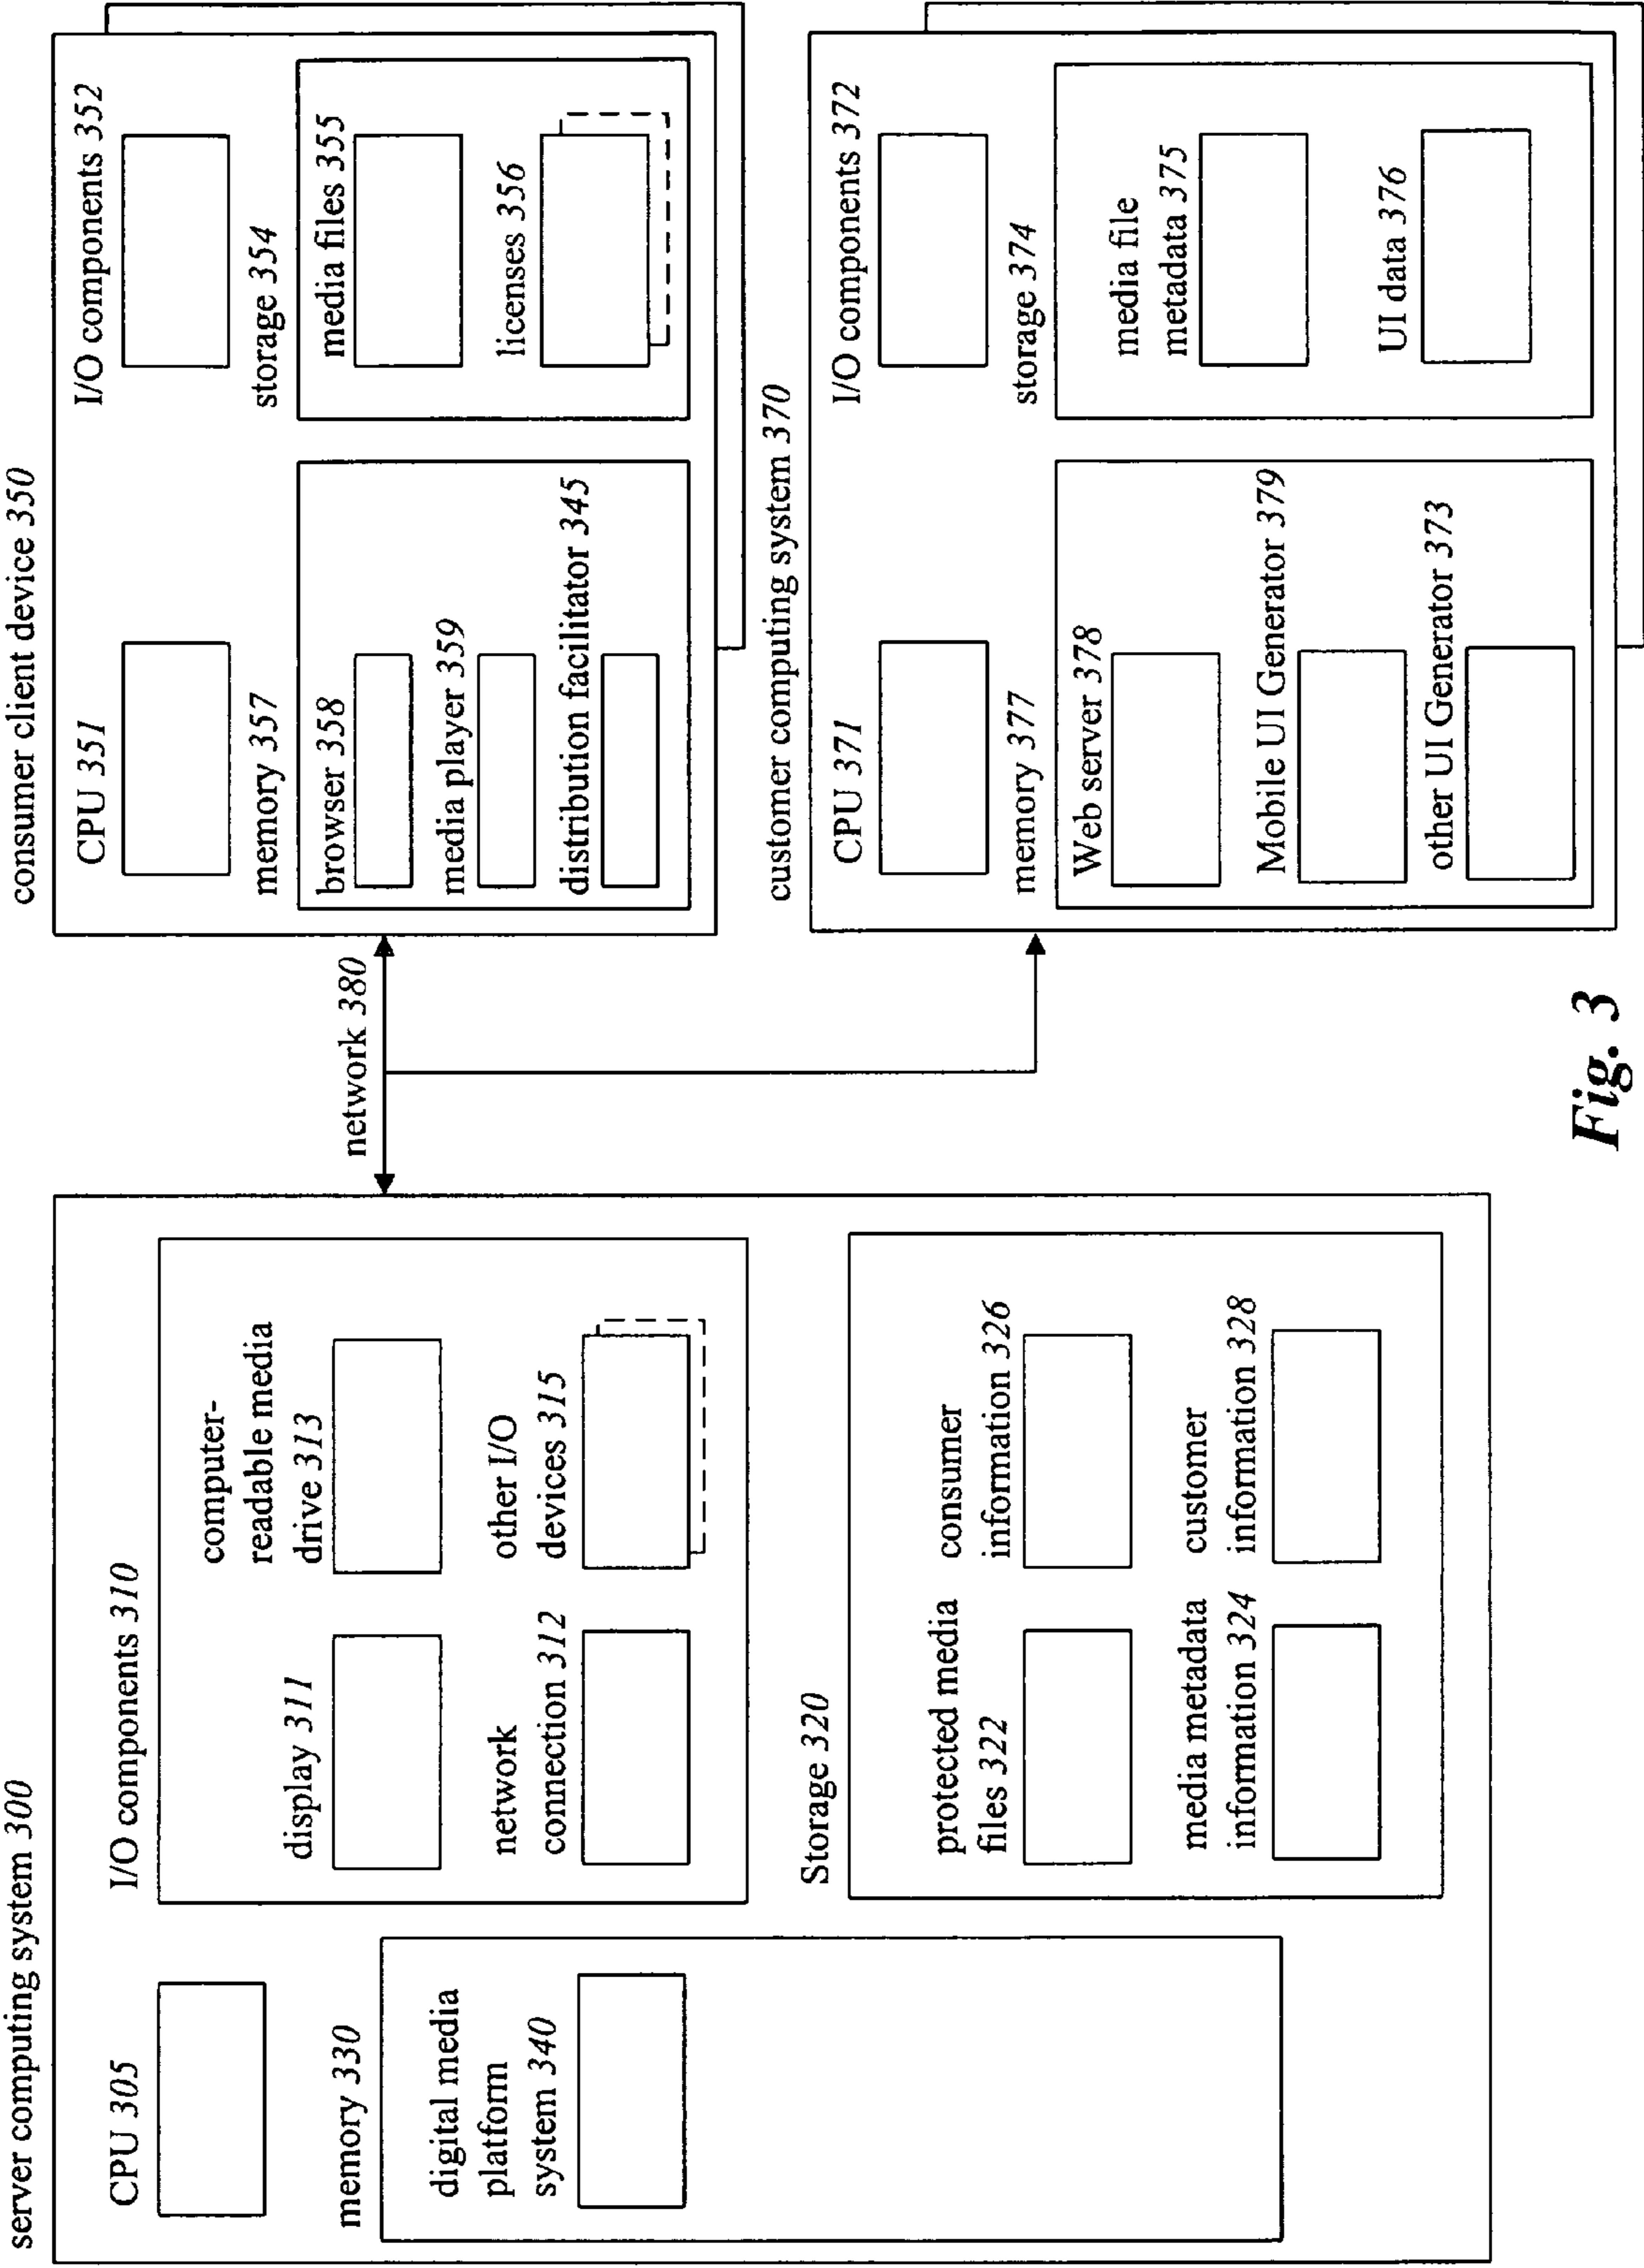 server computing system 300
CPU 305
memory 330
digital media
platform
system 340
I/O components 310
display 311
computer-
readable media
drive 313
network
connection 312
other I/O
devices 315
Storage 320
protected media
files 322
consumer
information 326
media metadata
information 324
customer
information 328
network 380
consumer client device 350
CPU 351
I/O components 352
memory 357
browser 358
media player 359
distribution facilitator 345
storage 354
media files 355
licenses 356
customer computing system 370
CPU 371
I/O components 372
memory 377
Web server 378
Mobile UI Generator 379
other UI Generator 373
storage 374
media file
metadata 375
UI data 376
Fig. 3